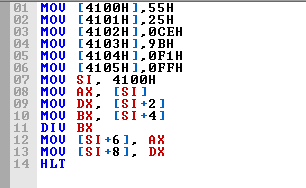 01 MOV [4100H],55H
02 MOV [4101H],25H
03 MOV [4102H],0CEH
04 MOV [4103H],9BH
05 MOV [4104H],0F1H
06 MOV [4105H],0FFH
07 MOV SI, 4100H
08 MOV AX, [SI]
09 MOV DX, [SI+2]
10 MOV BX, [SI+4]
11 DIV BX
12 MOV [SI+6], AX
13 MOV [SI+8], DX
14 HLT